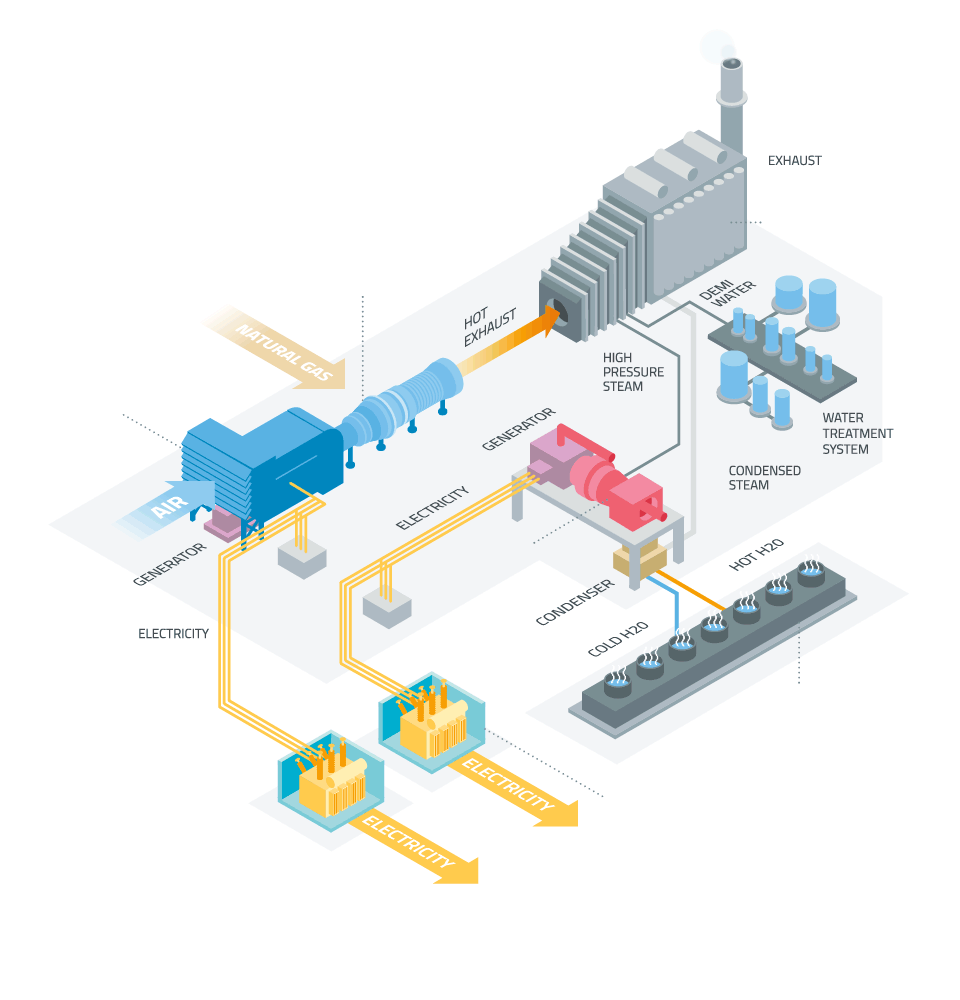 EXHAUST
DEMI
WATER
HOT
EXHAUST
NATURAL GAS
HIGH
PRESSURE
STEAM
WATER
TREATMENT
SYSTEM
GENERATOR
CONDENSED
STEAM
AIR
ELECTRICITY
GENERATOR
HOT H20
CONDENSER
COLD H20
ELECTRICITY
ELECTRICITY
ELECTRICITY